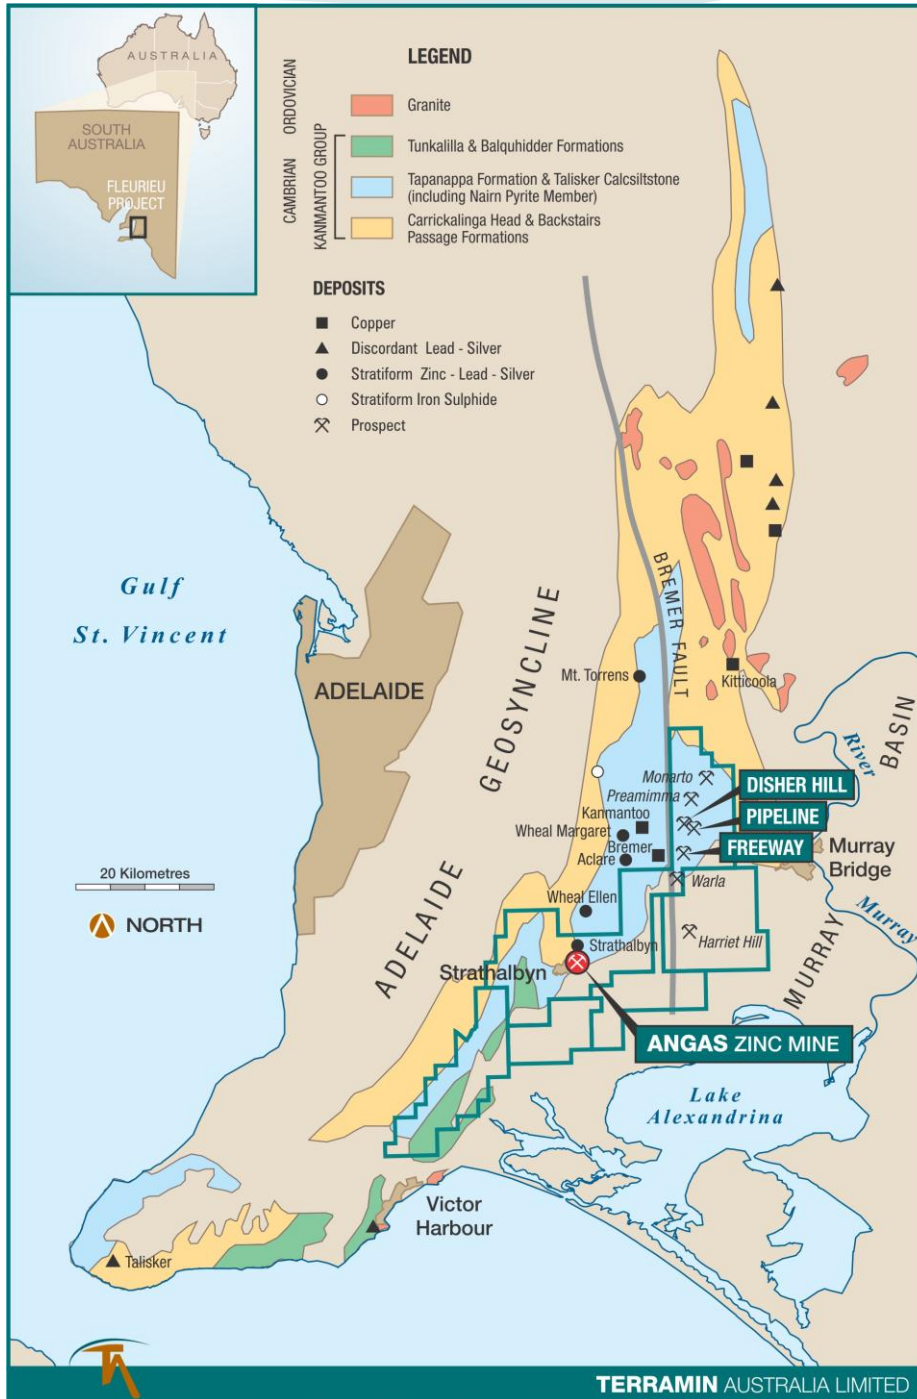 AUSTRALIA
SOUTH
AUSTRALIA
FLEURIEU
PROJECT
LEGEND
ORDOVICIAN
CAMBRIAN
KANMANTOO GROUP
Granite
Tunkalilla & Balquhidder Formations
Tapanappa Formation & Talisker Calcsiltstone
(including Nairn Pyrite Member)
Carrickalinga Head & Backstairs
Passage Formations
DEPOSITS
Copper
Discordant Lead - Silver
Stratiform Zinc - Lead - Silver
Stratiform Iron Sulphide
Prospect
Gulf
St. Vincent
ADELAIDE
ADELAIDE
GEOSYNCLINE
BREMER FAULT
Mt. Torrens
Kitticoola
River
Murray
MURRAY
BASIN
Monarto
Preamimma
Kanmantoo
Wheal Margaret
Bremer
Aclare
DISHER HILL
PIPELINE
FREEWAY
Murray
Bridge
Warla
Wheal Ellen
Harriet Hill
Strathalbyn
Strathalbyn
20 Kilometres
NORTH
ANGAS ZINC MINE
Lake
Alexandrina
Victor
Harbour
Talisker
TA
TERRAMIN AUSTRALIA LIMITED